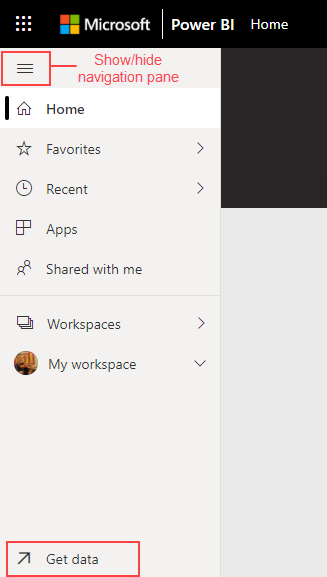 Microsoft Power BI Home
Show/hide
navigation pane
Home
Favorites
Recent
Apps
Shared with me
Workspaces
My workspace
Get data